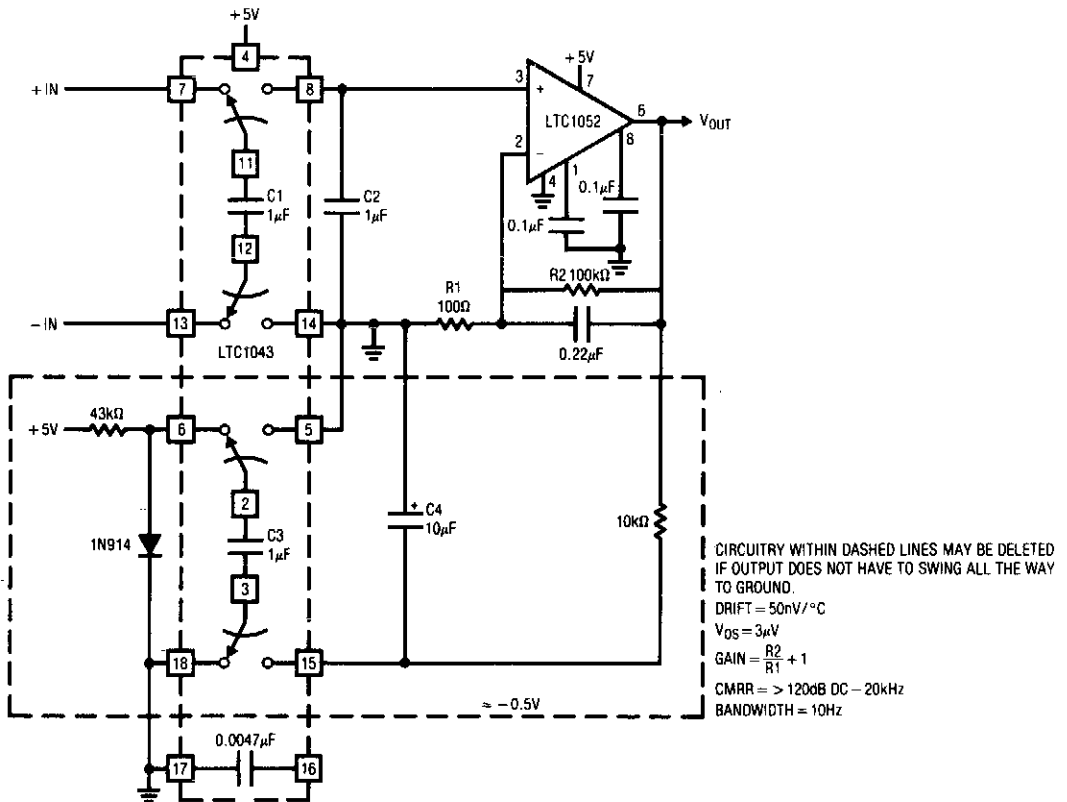 +5V
4
+IN
7
8
11
C1
1µF
12
C2
1µF
-IN
13
14
LTC1043
3
+
2
−
LTC1052
+5V
7
6
8
1
4
0.1µF
0.1µF
VOUT
R1
100Ω
R2 100kΩ
0.22µF
+5V
43kΩ
6
5
2
C3
1µF
3
1N914
18
15
+
C4
10µF
10kΩ
≈ −0.5V
0.0047µF
17
16
CIRCUITRY WITHIN DASHED LINES MAY BE DELETED
IF OUTPUT DOES NOT HAVE TO SWING ALL THE WAY
TO GROUND.
DRIFT = 50nV/°C
VOS = 3µV
GAIN = R2/R1 + 1
CMRR = > 120dB DC − 20kHz
BANDWIDTH = 10Hz